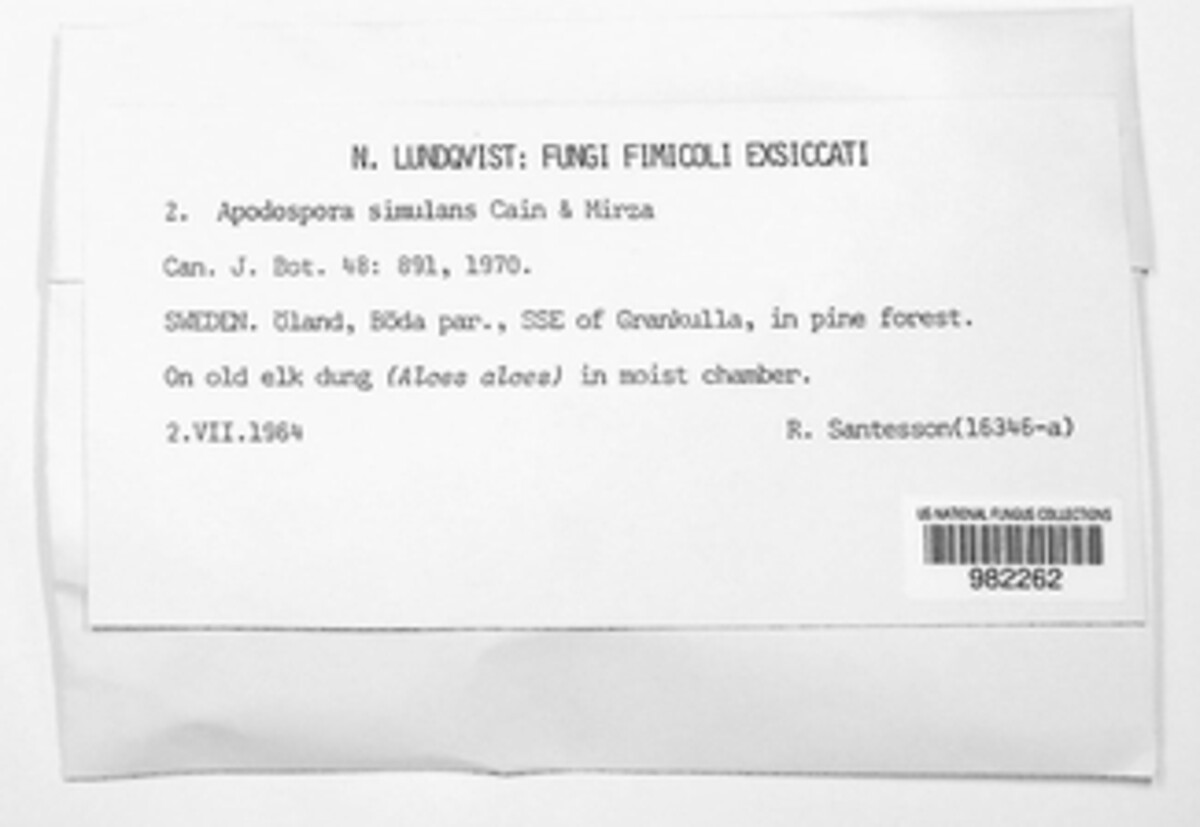 N. LUNDQVIST: FUNGI FIMICOLI EXSICCATI
2. Apodospora simulans Cain & Mirza
Can. J. Bot. 48: 891, 1970.
SWEDEN. Öland, Böda par., SSE of Grankulla, in pine forest.
On old elk dung (Alces alces) in moist chamber.
2.VII.1964 R. Santesson(16346-a)
US NATIONAL FUNGUS COLLECTIONS
982262